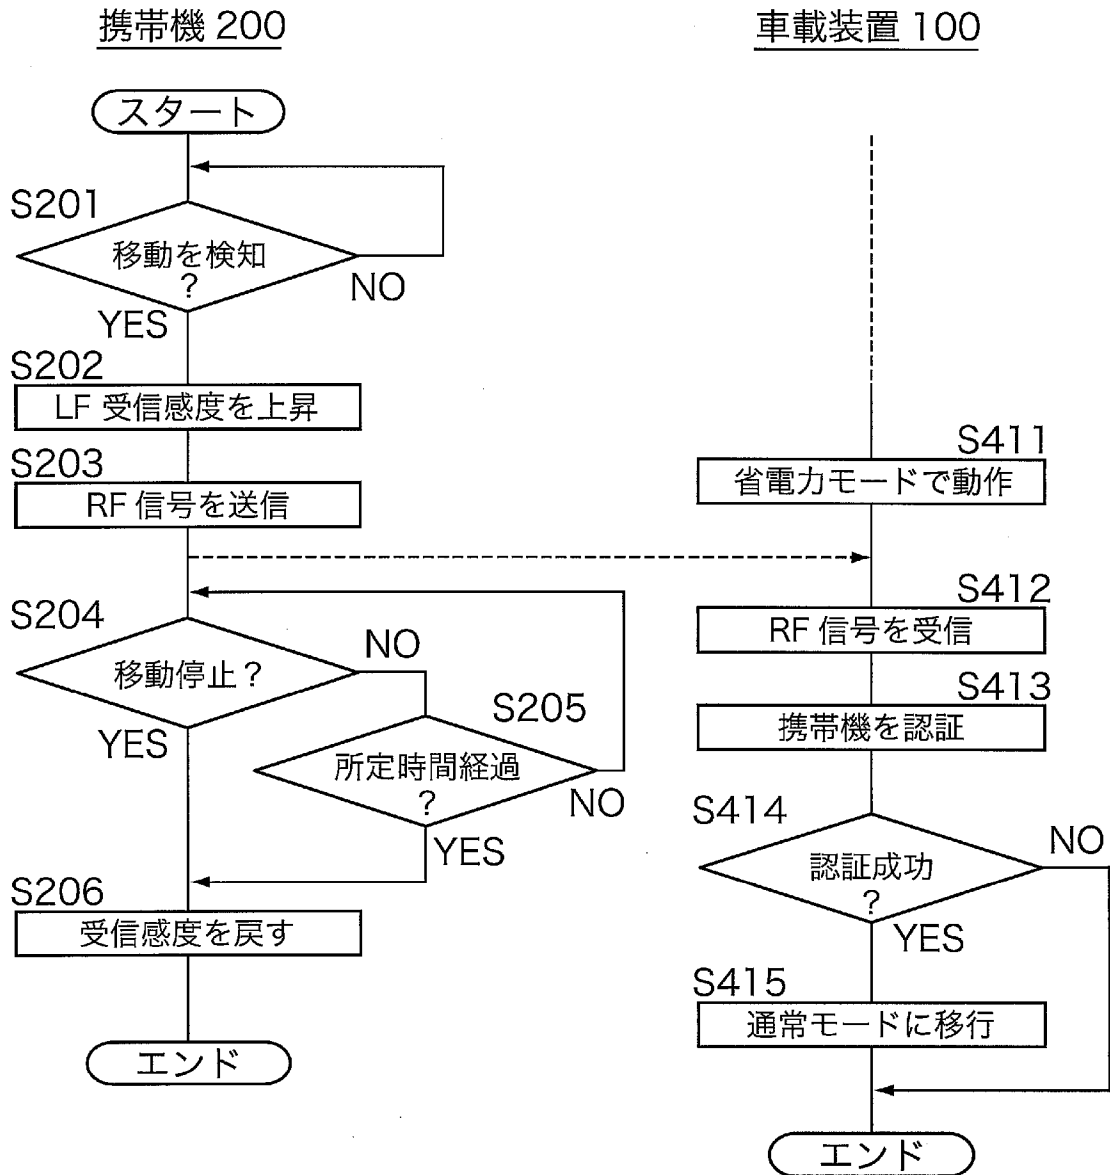 携帯機 200
スタート
S201
移動を検知
?
NO
YES
S202
LF 受信感度を上昇
S203
RF 信号を送信
S204
移動停止？
NO
YES
S205
所定時間経過
?
NO
YES
S206
受信感度を戻す
エンド
車載装置 100
S411
省電力モードで動作
S412
RF 信号を受信
S413
携帯機を認証
S414
認証成功
?
NO
YES
S415
通常モードに移行
エンド